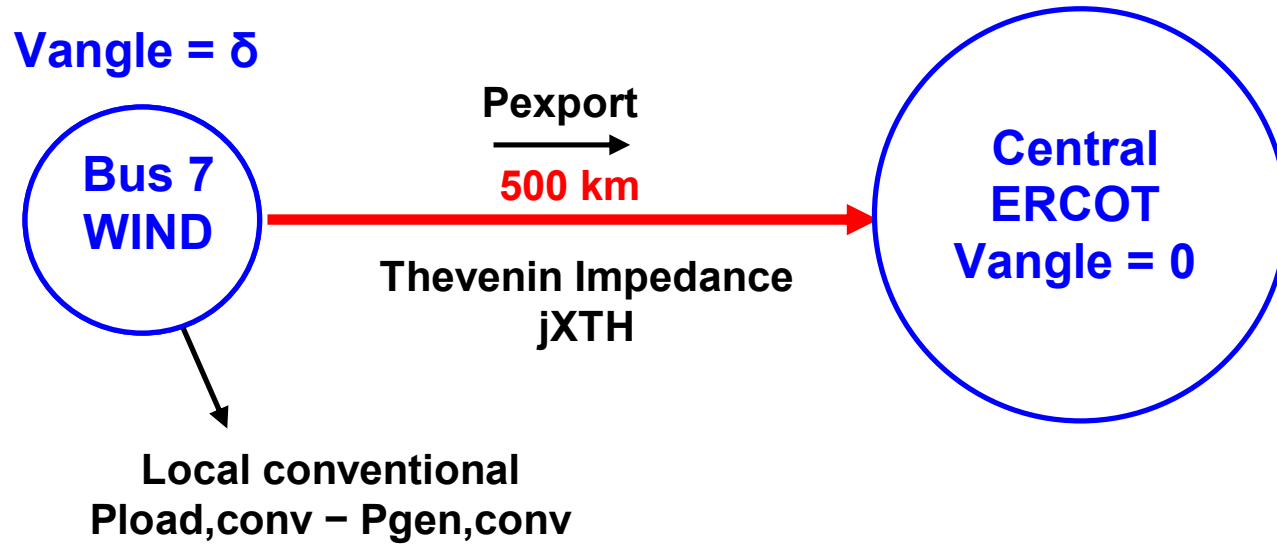 Vangle = δ
Bus 7
WIND
Pexport
500 km
Thevenin Impedance
jXTH
Central
ERCOT
Vangle = 0
Local conventional
Pload,conv − Pgen,conv